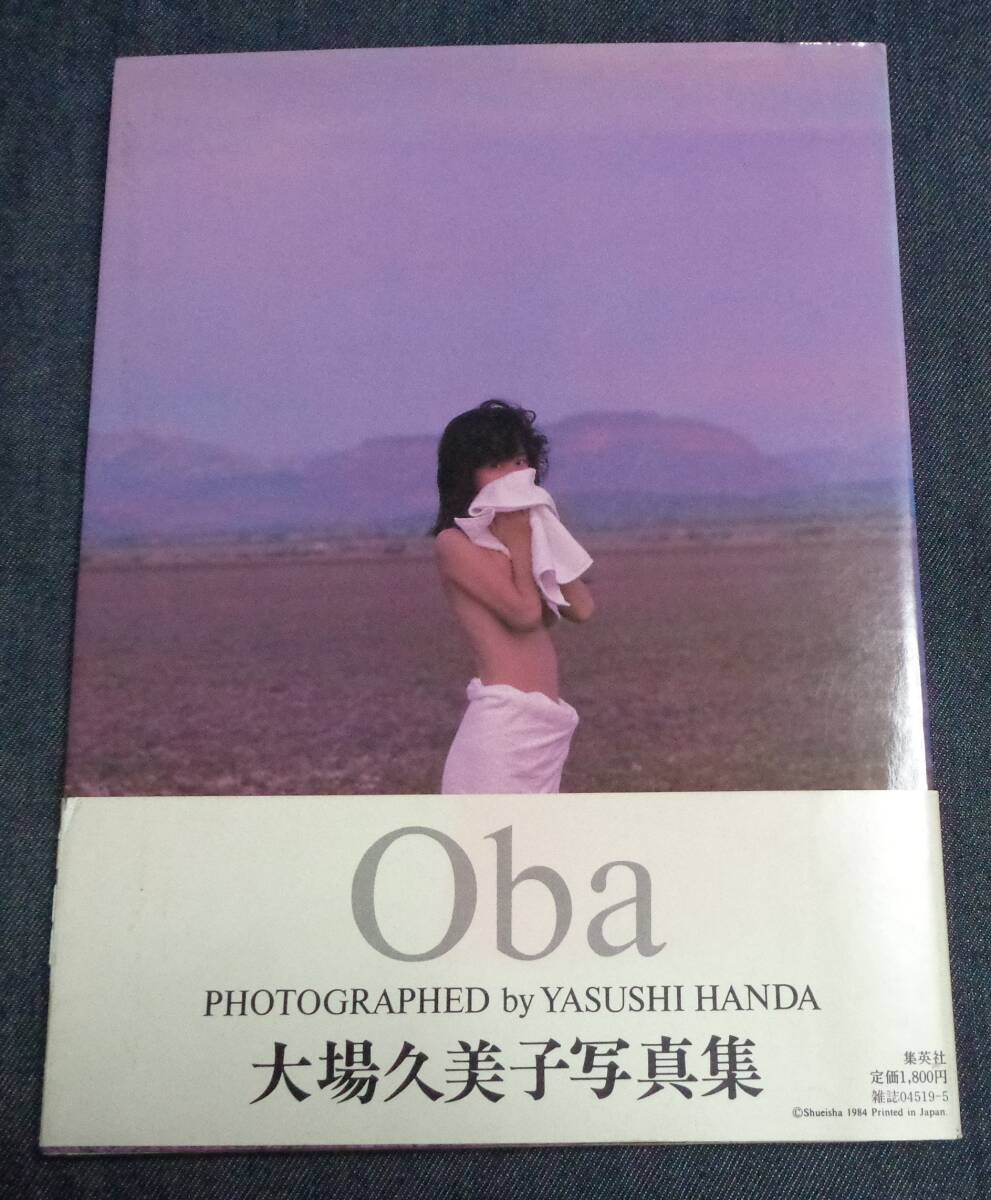 Oba
PHOTOGRAPHED by YASUSHI HANDA
大場久美子写真集
集英社
定価1,800円
雑誌04519-5
©Shueisha 1984 Printed in Japan.